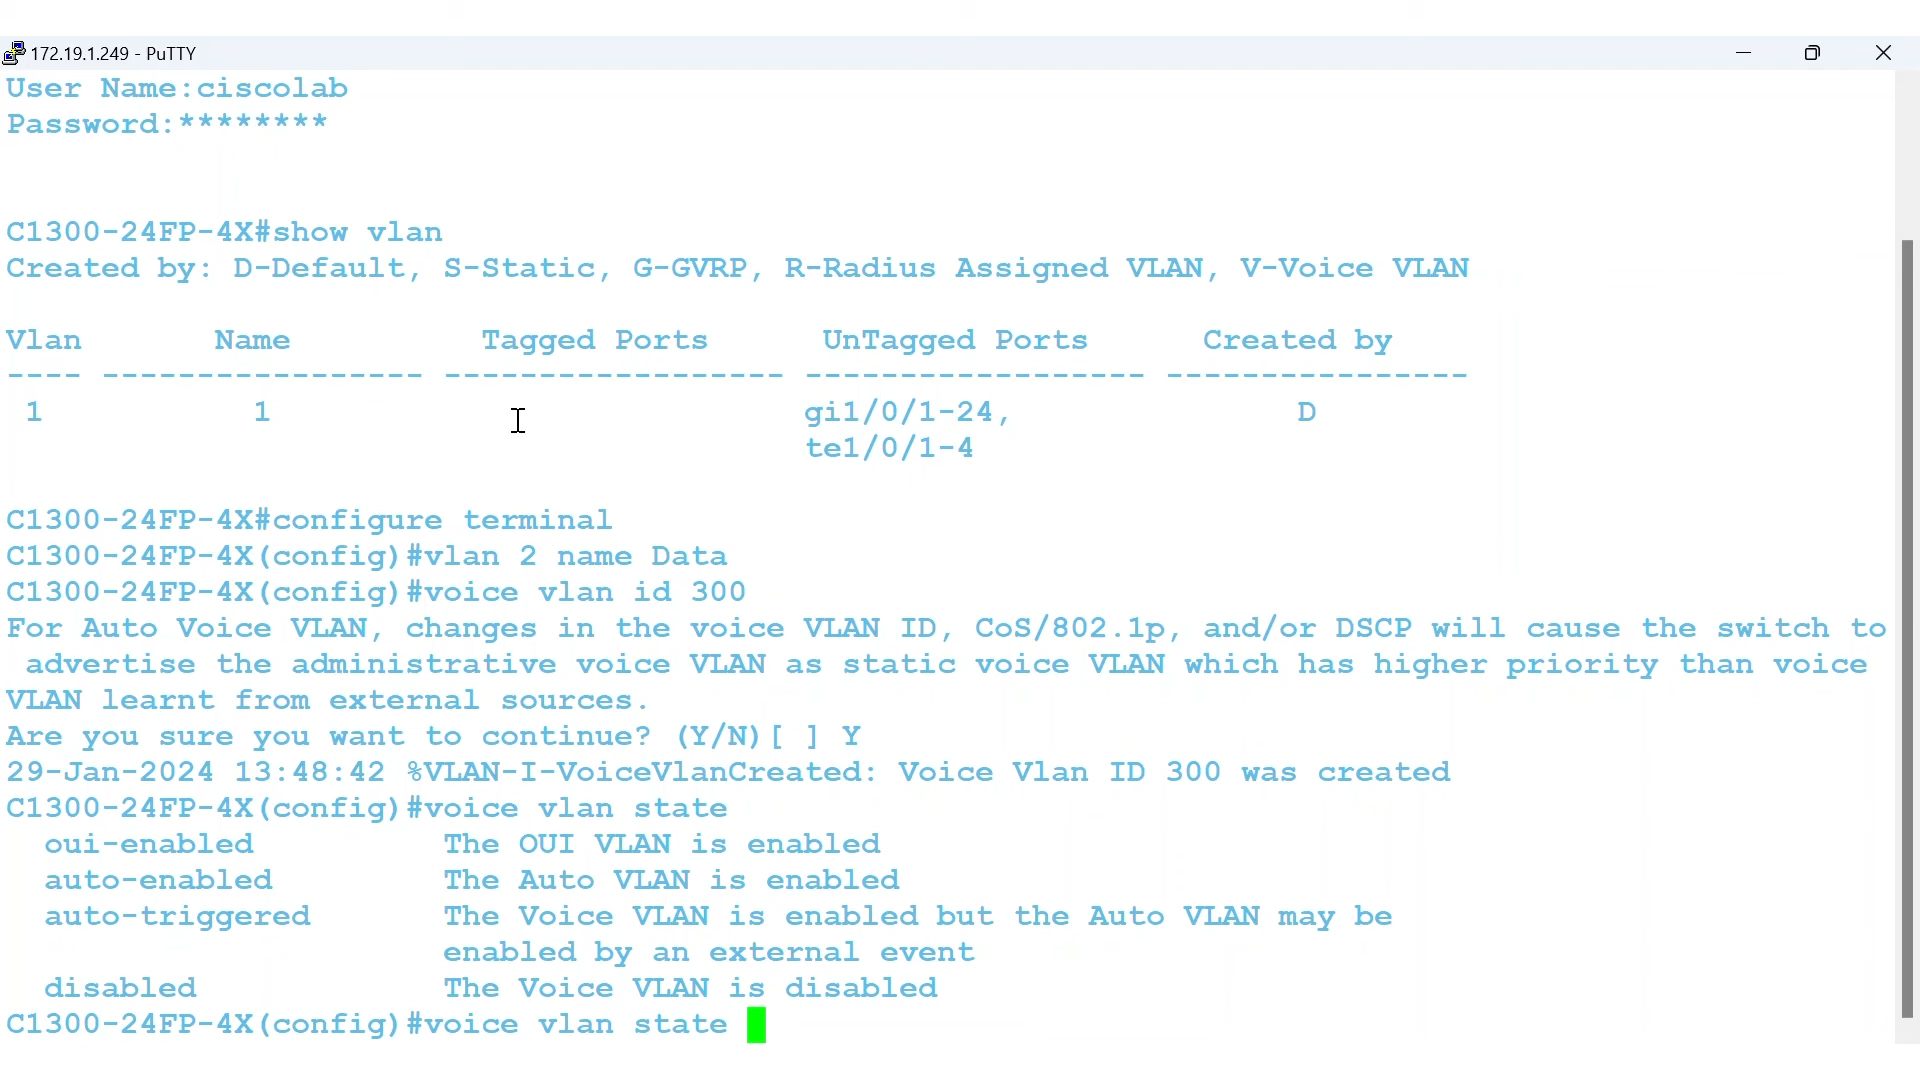 172.19.1.249 - PuTTY
User Name:ciscolab
Password:********
C1300-24FP-4X#show vlan
Created by: D-Default, S-Static, G-GVRP, R-Radius Assigned VLAN, V-Voice VLAN
Vlan Name Tagged Ports UnTagged Ports Created by
---- ----------------- ------------------ ------------------ ----------------
1 1 gi1/0/1-24, D
te1/0/1-4
C1300-24FP-4X#configure terminal
C1300-24FP-4X(config)#vlan 2 name Data
C1300-24FP-4X(config)#voice vlan id 300
For Auto Voice VLAN, changes in the voice VLAN ID, CoS/802.1p, and/or DSCP will cause the switch to
advertise the administrative voice VLAN as static voice VLAN which has higher priority than voice
VLAN learnt from external sources.
Are you sure you want to continue? (Y/N)[ ] Y
29-Jan-2024 13:48:42 %VLAN-I-VoiceVlanCreated: Voice Vlan ID 300 was created
C1300-24FP-4X(config)#voice vlan state
oui-enabled The OUI VLAN is enabled
auto-enabled The Auto VLAN is enabled
auto-triggered The Voice VLAN is enabled but the Auto VLAN may be
enabled by an external event
disabled The Voice VLAN is disabled
C1300-24FP-4X(config)#voice vlan state